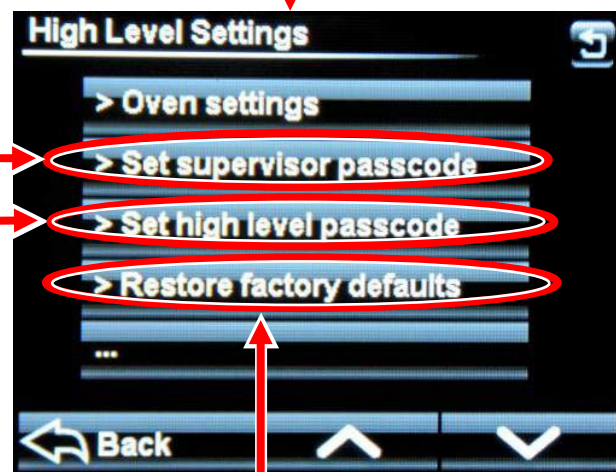 High Level Settings
> Oven settings
> Set supervisor passcode
> Set high level passcode
> Restore factory defaults
...
Back